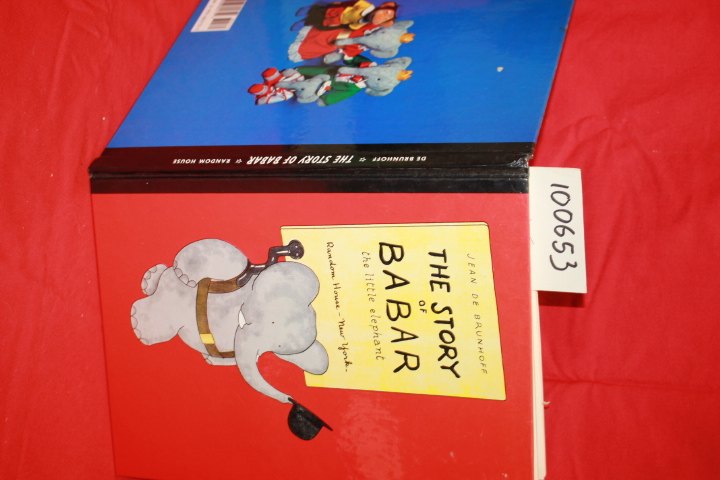 JEAN DE BRUNHOFF
THE STORY
OF
BABAR
the little elephant
Random House - New York -
DE BRUNHOFF ☆ THE STORY OF BABAR ☆ RANDOM HOUSE
100653